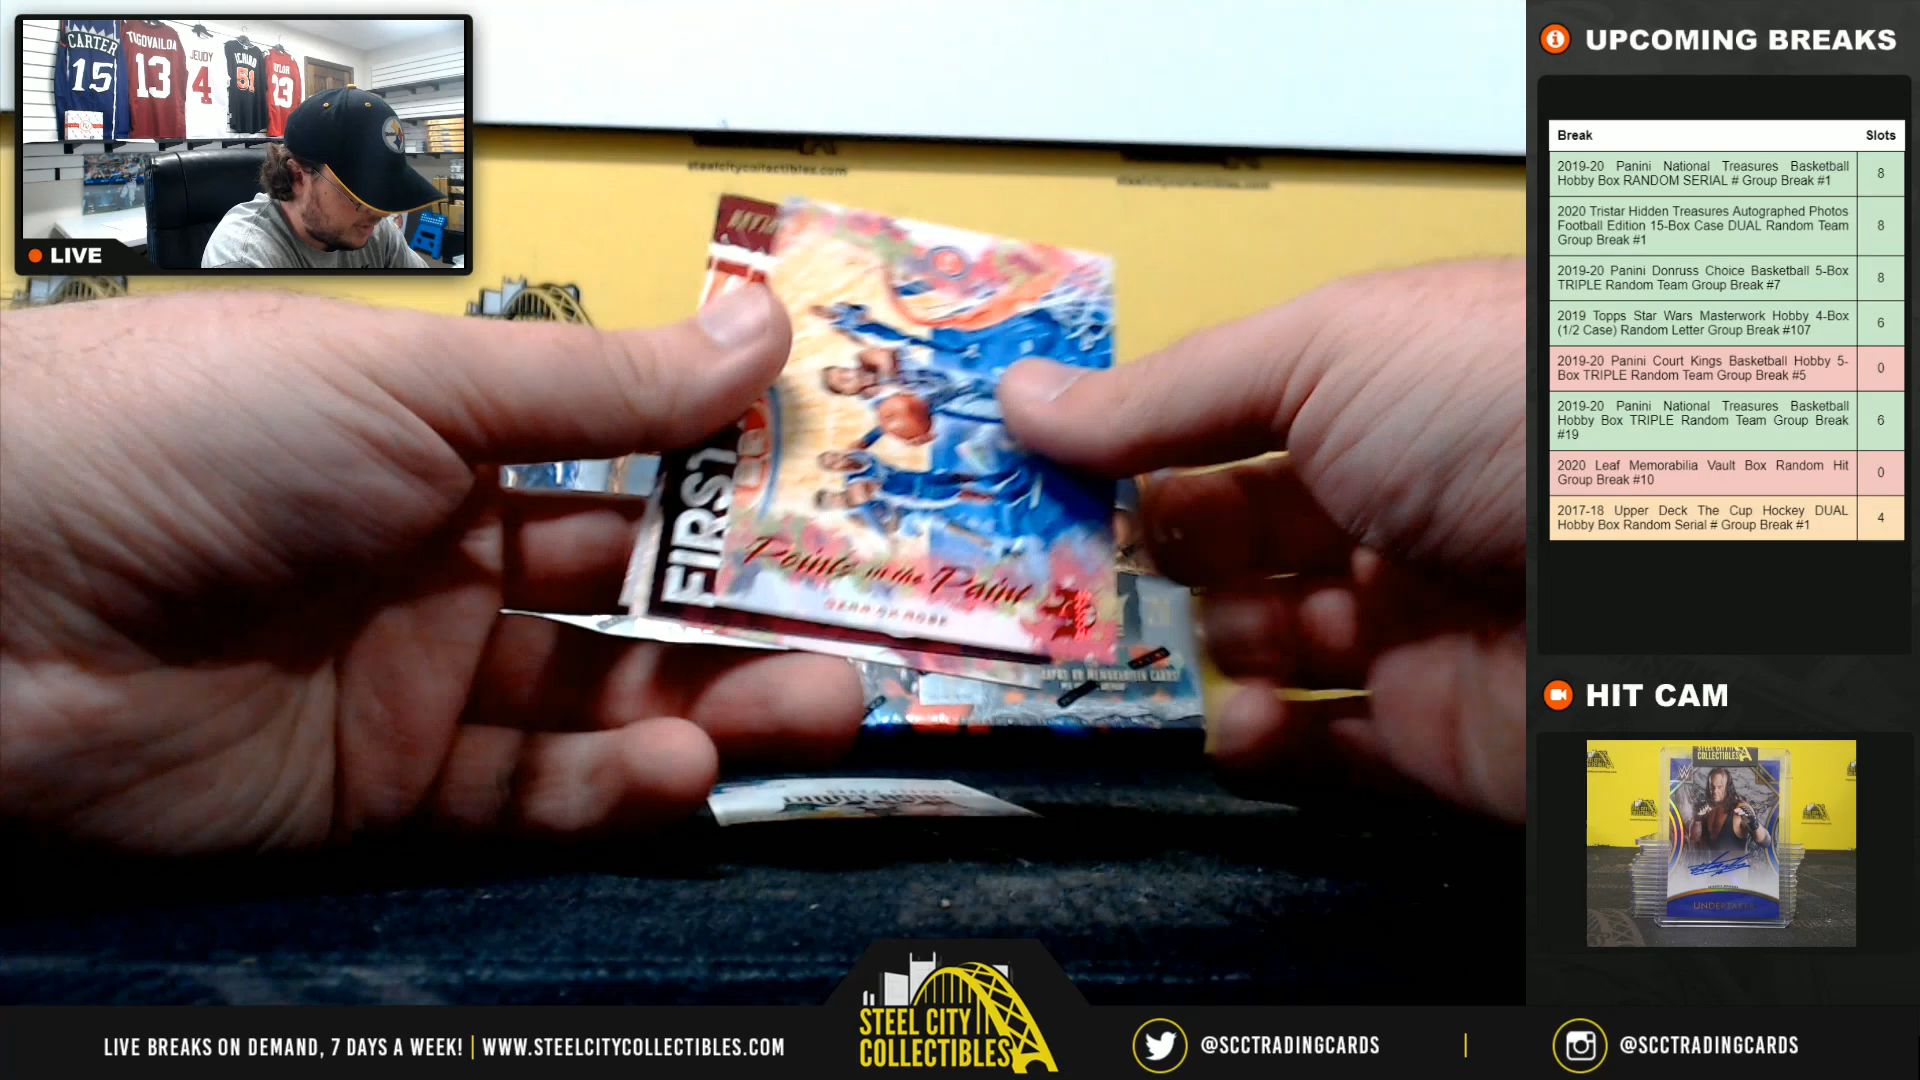 CARTER
15
TAGOVAILOA
13
JEUDY
4
51
23
LIVE
steelcitycollectibles.com
FIRST
Points in the Paint
DERRICK ROSE
UPCOMING BREAKS
Break Slots
2019-20 Panini National Treasures Basketball
Hobby Box RANDOM SERIAL # Group Break #1
8
2020 Tristar Hidden Treasures Autographed Photos
Football Edition 15-Box Case DUAL Random Team
Group Break #1
8
2019-20 Panini Donruss Choice Basketball 5-Box
TRIPLE Random Team Group Break #7
8
2019 Topps Star Wars Masterwork Hobby 4-Box
(1/2 Case) Random Letter Group Break #107
6
2019-20 Panini Court Kings Basketball Hobby 5-
Box TRIPLE Random Team Group Break #5
0
2019-20 Panini National Treasures Basketball
Hobby Box TRIPLE Random Team Group Break
#19
6
2020 Leaf Memorabilia Vault Box Random Hit
Group Break #10
0
2017-18 Upper Deck The Cup Hockey DUAL
Hobby Box Random Serial # Group Break #1
4
HIT CAM
STEEL CITY
COLLECTIBLES
UNDERTAKER
LIVE BREAKS ON DEMAND, 7 DAYS A WEEK! | WWW.STEELCITYCOLLECTIBLES.COM
STEEL CITY
COLLECTIBLES
@SCCTRADINGCARDS
|
@SCCTRADINGCARDS